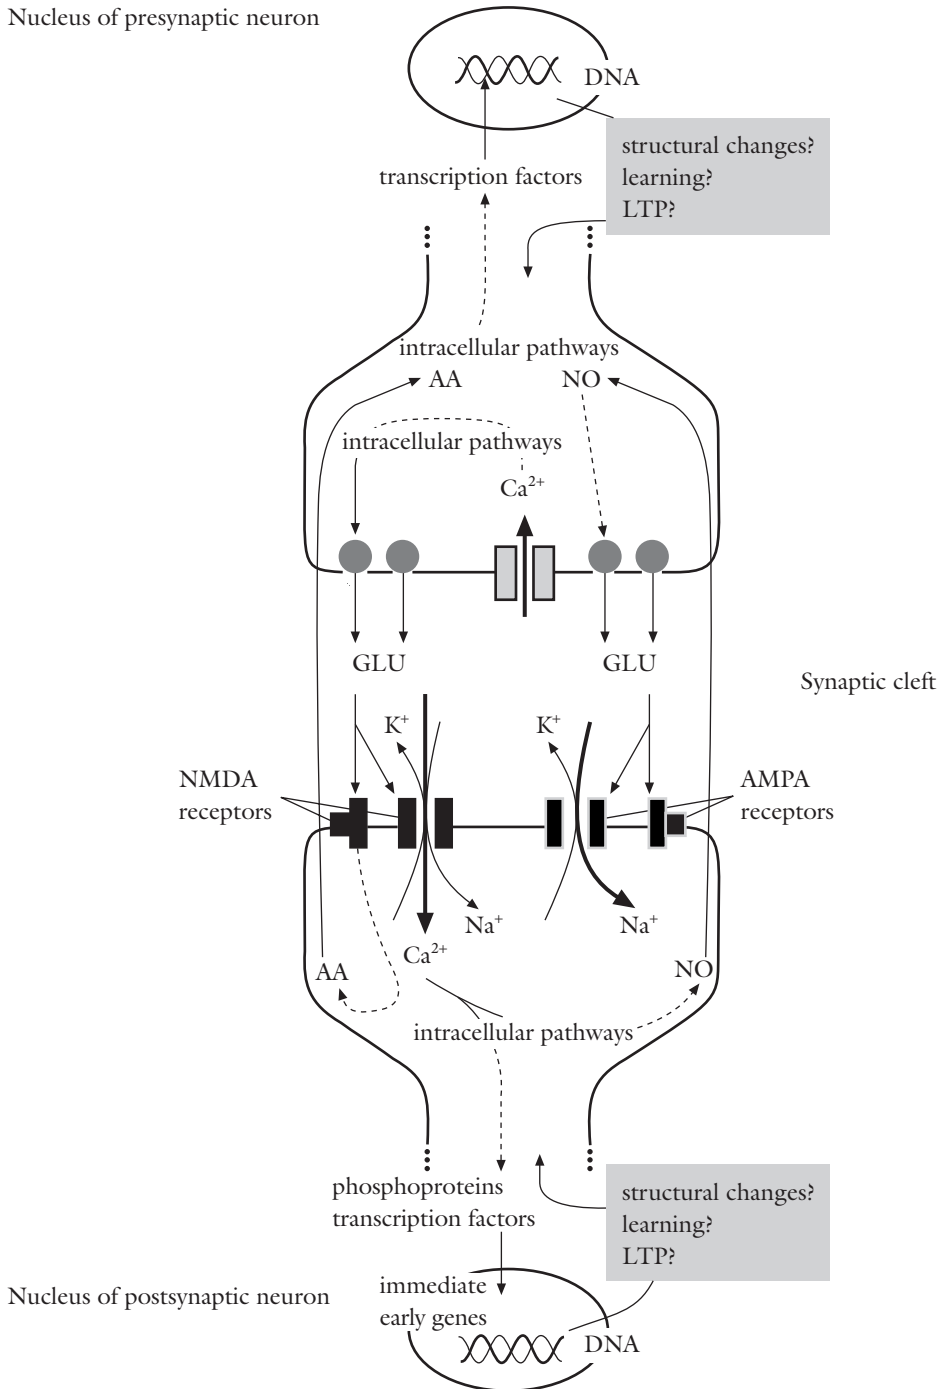 Nucleus of presynaptic neuron
DNA
structural changes?
learning?
LTP?
transcription factors
intracellular pathways
AA
NO
intracellular pathways
Ca²⁺
GLU
GLU
Synaptic cleft
K⁺
K⁺
NMDA
receptors
AMPA
receptors
Na⁺
Na⁺
Ca²⁺
AA
NO
intracellular pathways
phosphoproteins
transcription factors
structural changes?
learning?
LTP?
Nucleus of postsynaptic neuron
immediate
early genes
DNA